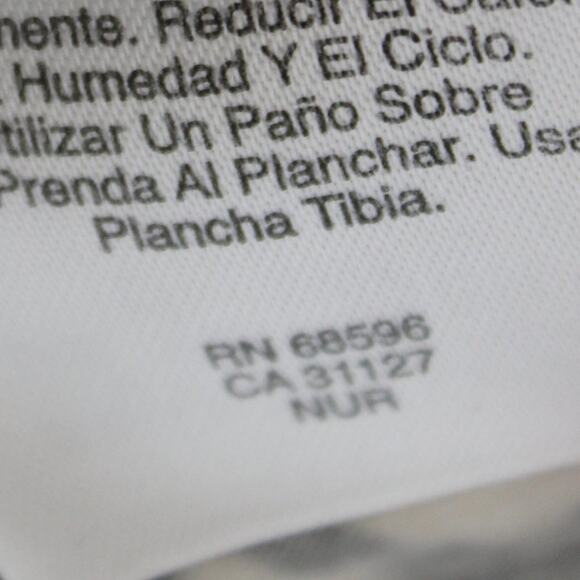 mente. Reducir El Calor
Humedad Y El Ciclo.
tilizar Un Paño Sobre
Prenda Al Planchar. Usa
Plancha Tibia.
RN 68596
CA 31127
NUR